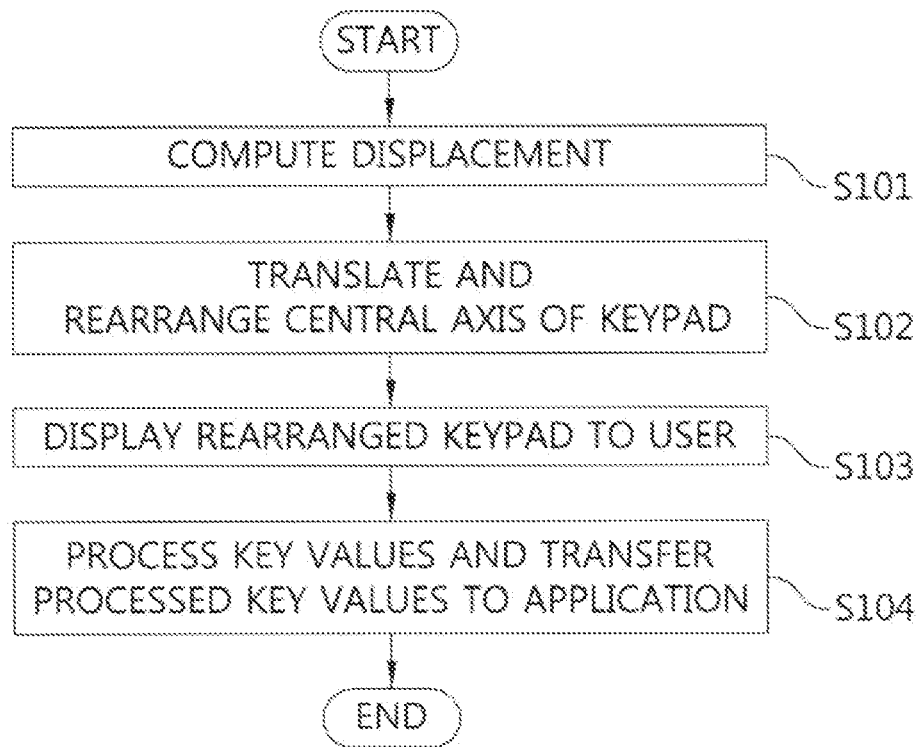 START
COMPUTE DISPLACEMENT
S101
TRANSLATE AND
REARRANGE CENTRAL AXIS OF KEYPAD
S102
DISPLAY REARRANGED KEYPAD TO USER
S103
PROCESS KEY VALUES AND TRANSFER
PROCESSED KEY VALUES TO APPLICATION
S104
END